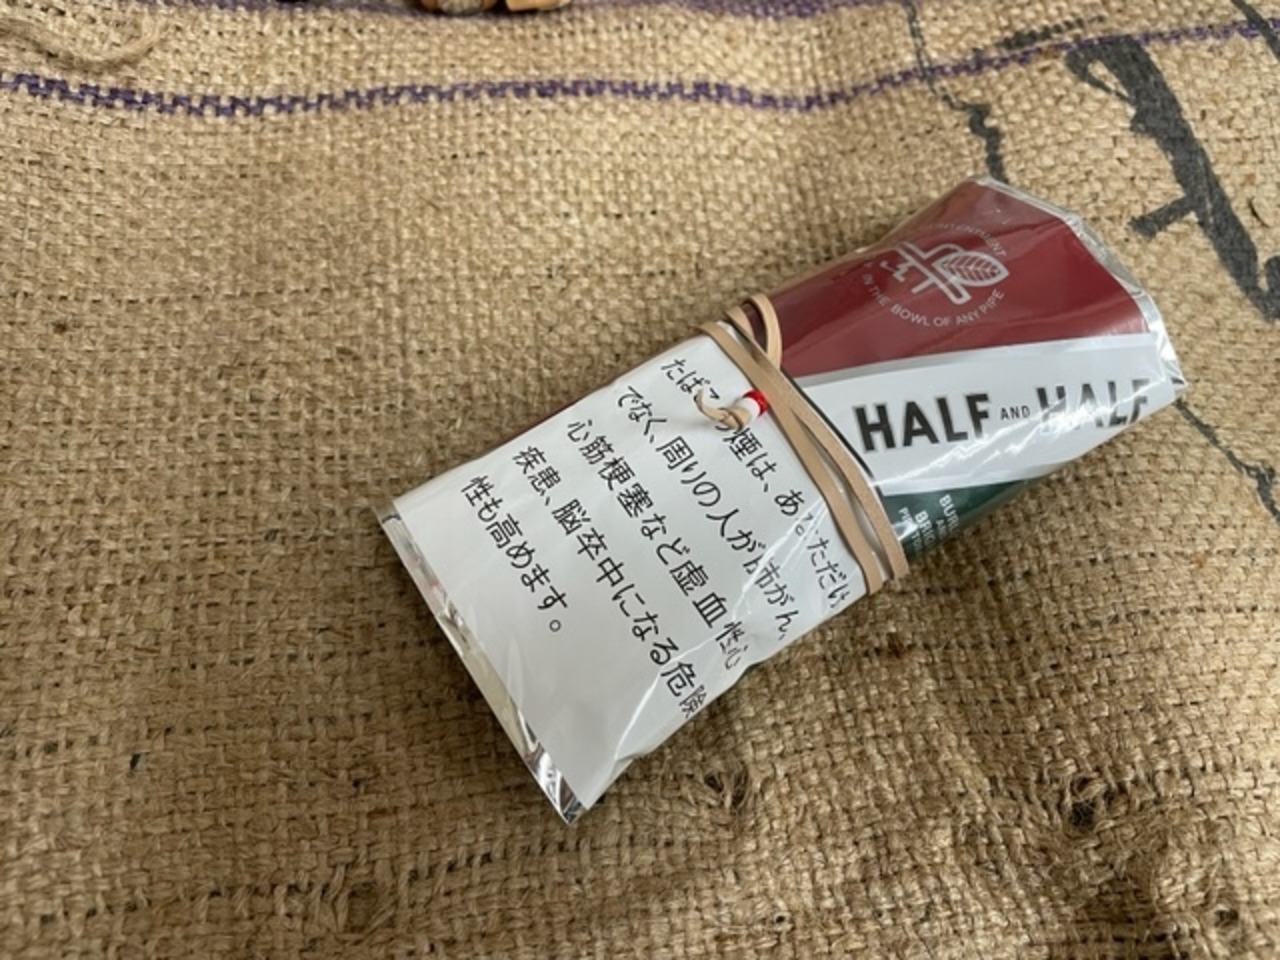 たばこの煙は、あなただけ
でなく、周りの人が肺がん、
心筋梗塞など虚血性心
疾患、脳卒中になる危険
性も高めます。
IN THE BOWL OF ANY PIPE
HALF AND HALF